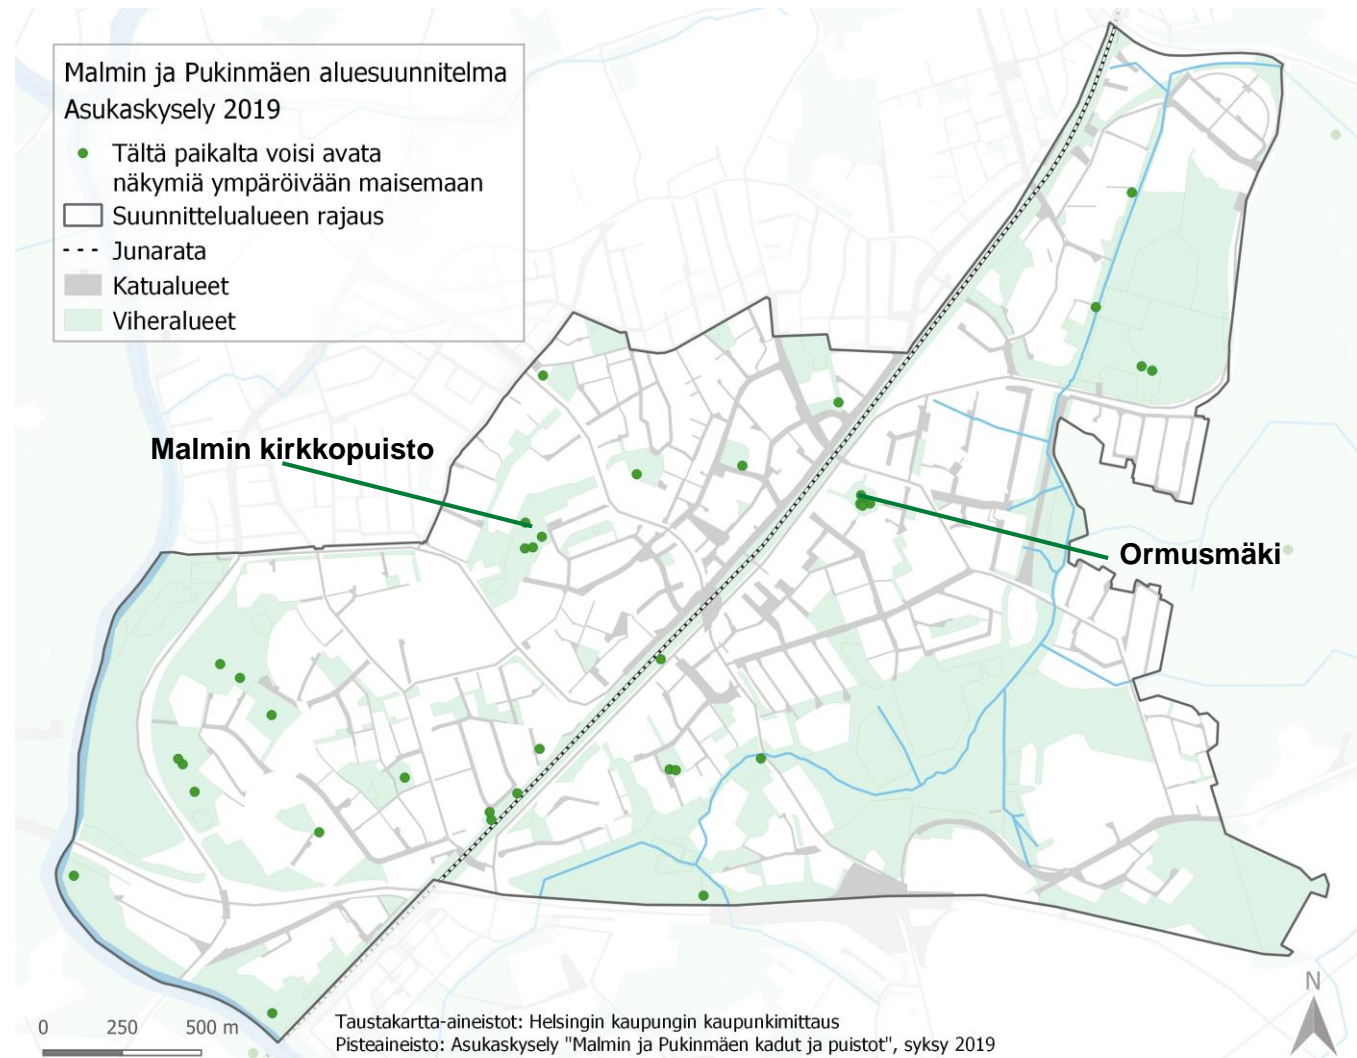 Malmin ja Pukinmäen aluesuunnitelma
Asukaskysely 2019
Tältä paikalta voisi avata
näkymiä ympäröivään maisemaan
Suunnittelualueen rajaus
Junarata
Katualueet
Viheralueet
Malmin kirkkopuisto
Ormusmäki
N
0 250 500 m
Taustakartta-aineistot: Helsingin kaupungin kaupunkimittaus
Pisteaineisto: Asukaskysely "Malmin ja Pukinmäen kadut ja puistot", syksy 2019